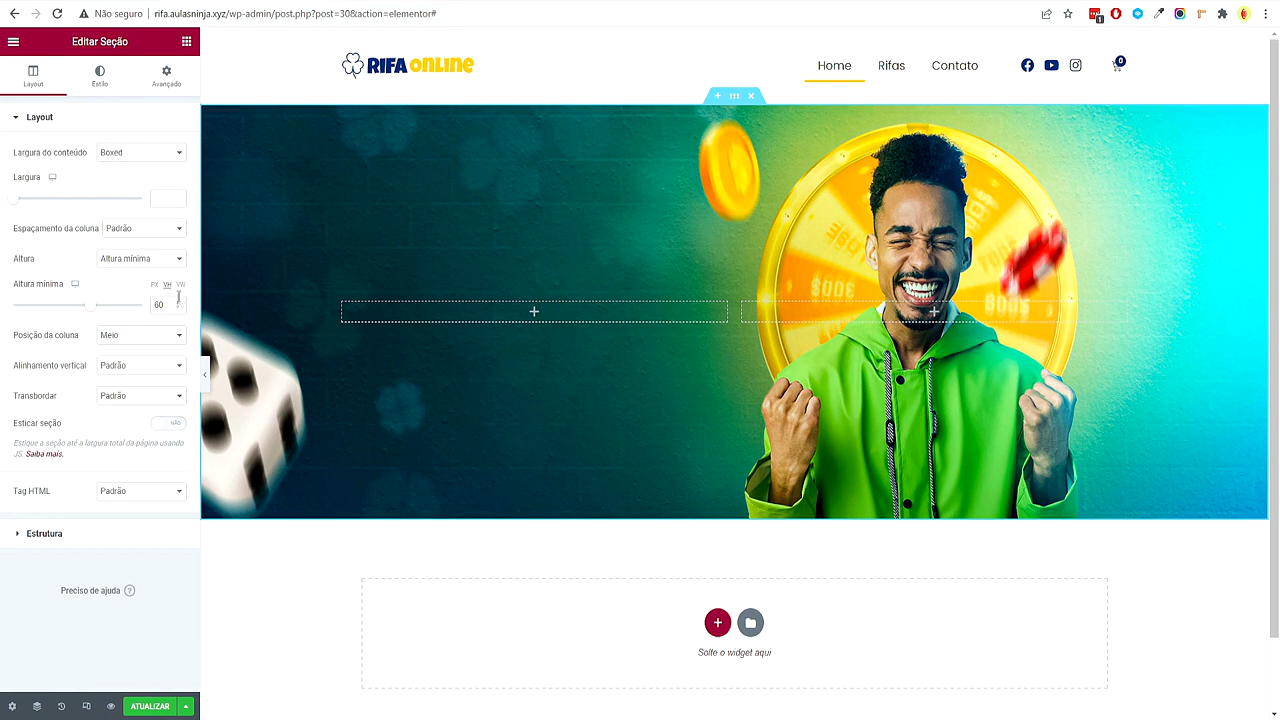 Não seguro
rifa.aulasninja.xyz/wp-admin/post.php?post=30&action=elementor#
1
Editar Seção
Layout
Estilo
Avançado
Layout
Largura do conteúdo
Boxed
Largura
Espaçamento da coluna
Padrão
Altura
Altura mínima
Altura mínima
PX VH VW
60
Posição da coluna
Meio
Alinhamento vertical
Padrão
Transbordar
Padrão
Esticar seção
NÃO
Estique a seção até a largura total da página usando
JS. Saiba mais.
Tag HTML
Padrão
Estrutura
Preciso de ajuda ?
ATUALIZAR
RIFA ONLINE
Home
Rifas
Contato
0
300$
300$
Solte o widget aqui